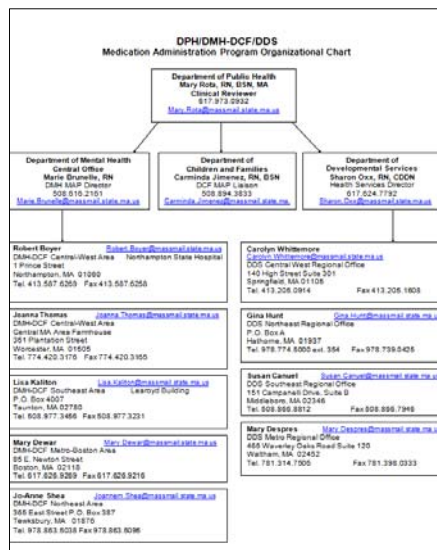 DPH/DMH-DCF/DDS
Medication Administration Program Organizational Chart
Department of Public Health
Mary Rota, RN, BSN, MA
Clinical Reviewer
617.973.0932
Mary.Rota@massmail.state.ma.us
Department of Mental Health
Central Office
Marie Brunelle, RN
DMH MAP Director
508.616.2161
Marie.Brunelle@massmail.state.ma.us
Department of
Children and Families
Carminda Jimenez, RN, BSN
DCF MAP Liaison
508.894.3833
Carminda.Jimenez@massmail.state.ma.
Department of
Developmental Services
Sharon Oxx, RN, CDDN
Health Services Director
617.624.7792
Sharon.Oxx@massmail.state.ma.us
Robert Boyer Robert.Boyer@massmail.state.ma.us
DMH-DCF Central-West Area Northampton State Hospital
1 Prince Street
Northampton, MA 01060
Tel. 413.587.6269 Fax 413.587.6258
Joanna Thomas Joanna.Thomas@massmail.state.ma.us
DMH-DCF Central-West Area
Central MA Area Farmhouse
361 Plantation Street
Worcester, MA 01605
Tel. 774.420.3176 Fax 774.420.3165
Lisa Kaliton Lisa.Kaliton@massmail.state.ma.us
DMH-DCF Southeast Area Learoyd Building
P.O. Box 4007
Taunton, MA 02780
Tel. 508.977.3456 Fax 508.977.3231
Mary Dewar Mary.Dewar@massmail.state.ma.us
DMH-DCF Metro-Boston Area
85 E. Newton Street
Boston, MA 02118
Tel. 617.626.9269 Fax 617.626.9216
Jo-Anne Shea Joannem.Shea@massmail.state.ma.us
DMH-DCF Northeast Area
365 East Street P.O. Box 387
Tewksbury, MA 01876
Tel. 978.863.5038 Fax 978.863.5096
Carolyn Whittemore
Carolyn.Whittemore@massmail.state.ma.us
DDS Central West Regional Office
140 High Street Suite 301
Springfield, MA 01105
Tel. 413.205.0914 Fax 413.205.1608
Gina Hunt Gina.Hunt@massmail.state.ma.us
DDS Northeast Regional Office
P.O. Box A
Hathorne, MA 01937
Tel. 978.774.5000 ext. 354 Fax 978.739.0425
Susan Canuel Susan.Canuel@massmail.state.ma.us
DDS Southeast Regional Office
151 Campanelli Drive, Suite B
Middleboro, MA 02346
Tel. 508.866.8812 Fax 508.866.7946
Mary Despres Mary.Despres@massmail.state.ma.us
DDS Metro Regional Office
465 Waverley Oaks Road Suite 120
Waltham, MA 02452
Tel. 781.314.7506 Fax 781.398.0333